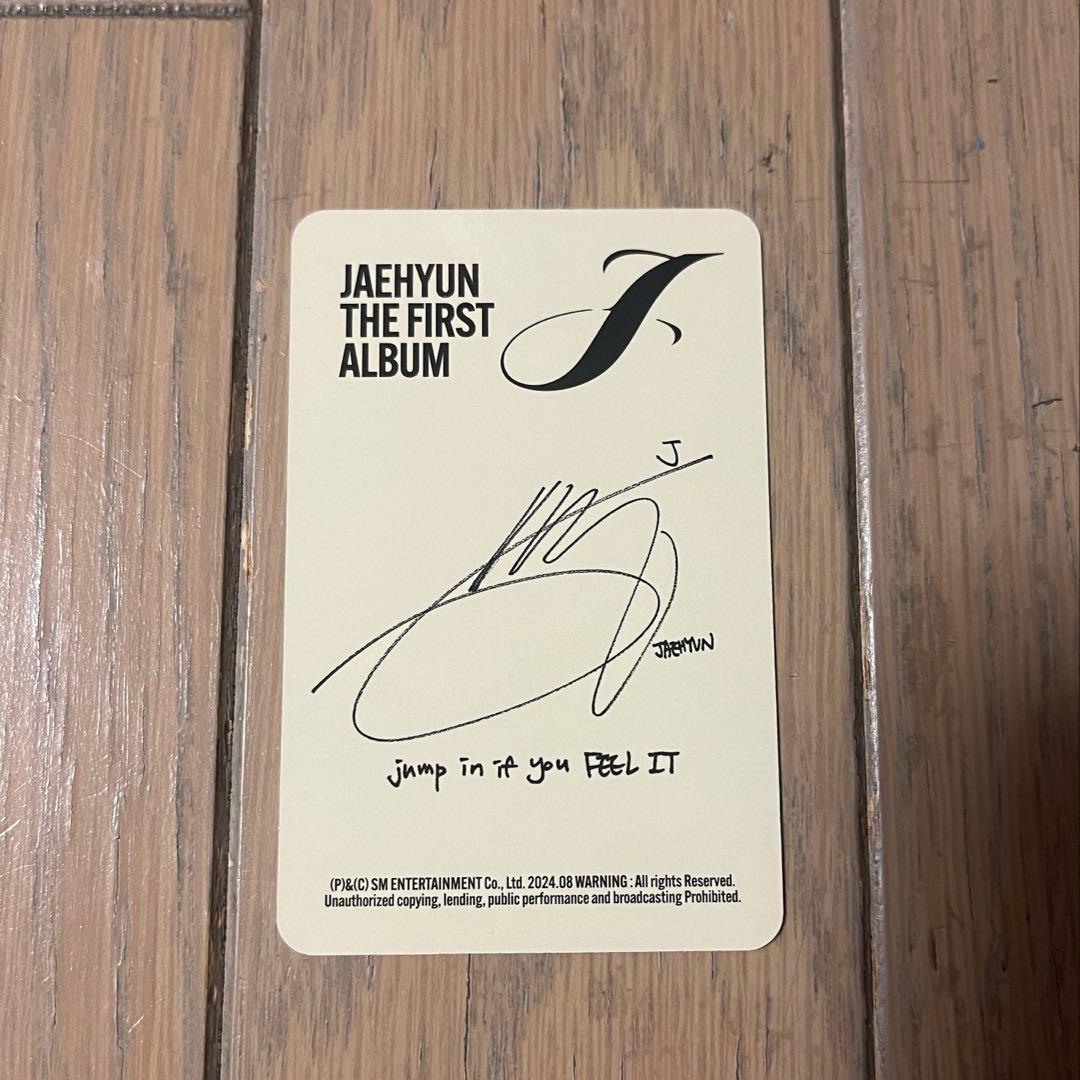 JAEHYUN
THE FIRST
ALBUM
J
J
JAEHYUN
jump in if you FEEL IT
(P)&(C) SM ENTERTAINMENT Co., Ltd. 2024.08 WARNING : All rights Reserved.
Unauthorized copying, lending, public performance and broadcasting Prohibited.